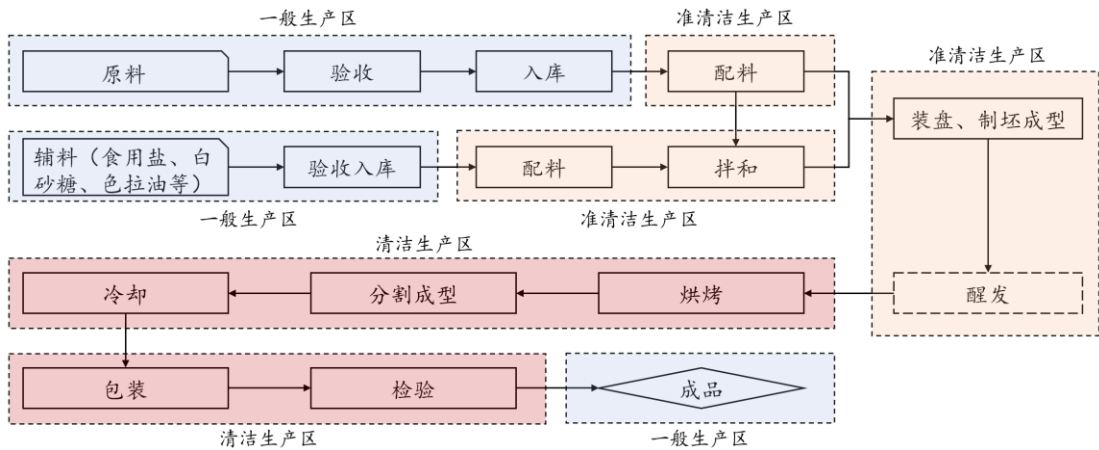 一般生产区
准清洁生产区
原料
验收
入库
配料
准清洁生产区
装盘、制坯成型
辅料（食用盐、白
砂糖、色拉油等）
验收入库
配料
拌和
一般生产区
准清洁生产区
清洁生产区
冷却
分割成型
烘烤
醒发
包装
检验
成品
清洁生产区
一般生产区